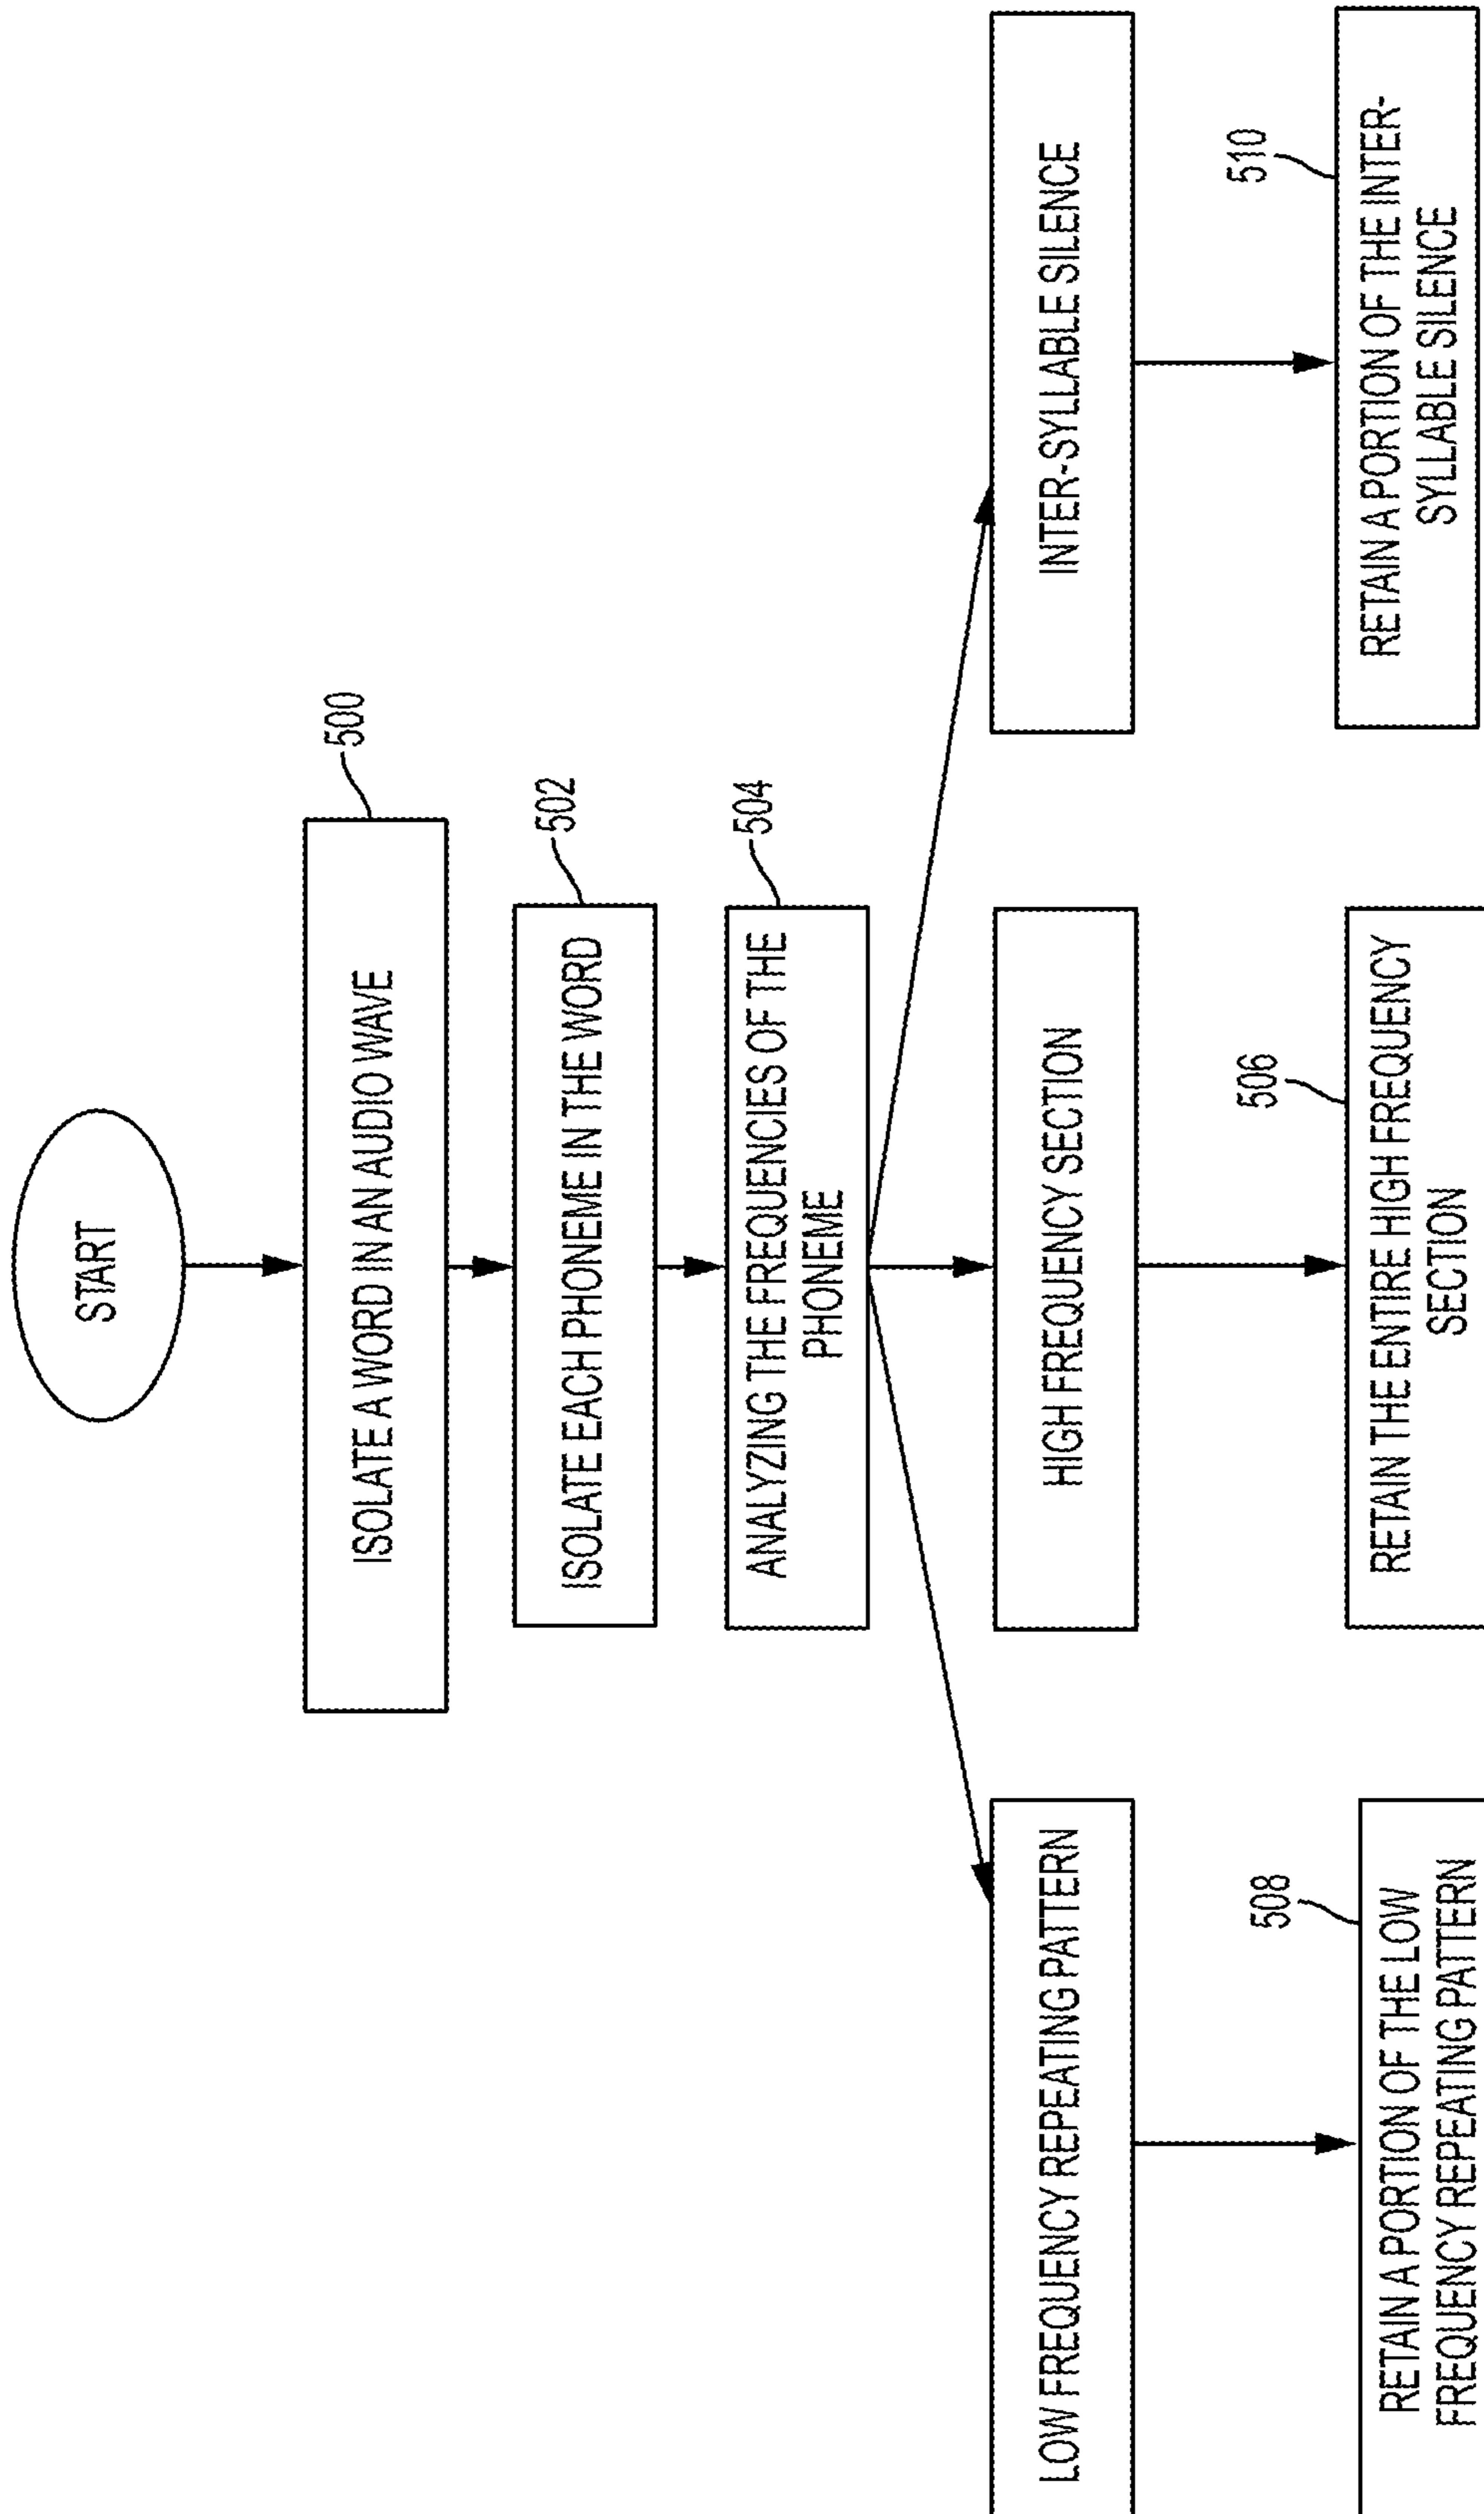 START
500
ISOLATE A WORD IN AN AUDIO WAVE
502
ISOLATE EACH PHONEME IN THE WORD
504
ANALYZING THE FREQUENCIES OF THE
PHONEME
LOW FREQUENCY REPEATING PATTERN
HIGH FREQUENCY SECTION
INTER-SYLLABLE SILENCE
508
RETAIN A PORTION OF THE LOW
FREQUENCY REPEATING PATTERN
506
RETAIN THE ENTIRE HIGH FREQUENCY
SECTION
510
RETAIN A PORTION OF THE INTER-
SYLLABLE SILENCE